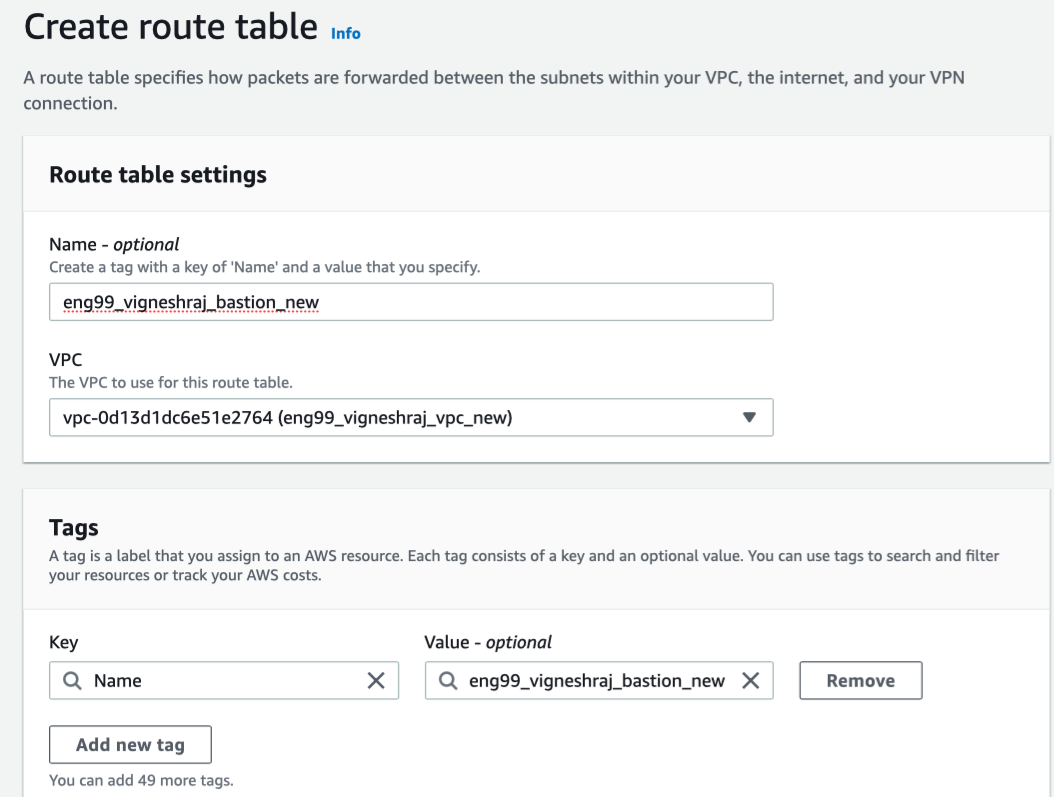 Create route table Info
A route table specifies how packets are forwarded between the subnets within your VPC, the internet, and your VPN
connection.
Route table settings
Name - optional
Create a tag with a key of 'Name' and a value that you specify.
eng99_vigneshraj_bastion_new
VPC
The VPC to use for this route table.
vpc-0d13d1dc6e51e2764 (eng99_vigneshraj_vpc_new)
Tags
A tag is a label that you assign to an AWS resource. Each tag consists of a key and an optional value. You can use tags to search and filter
your resources or track your AWS costs.
Key
Value - optional
Name
eng99_vigneshraj_bastion_new
Remove
Add new tag
You can add 49 more tags.